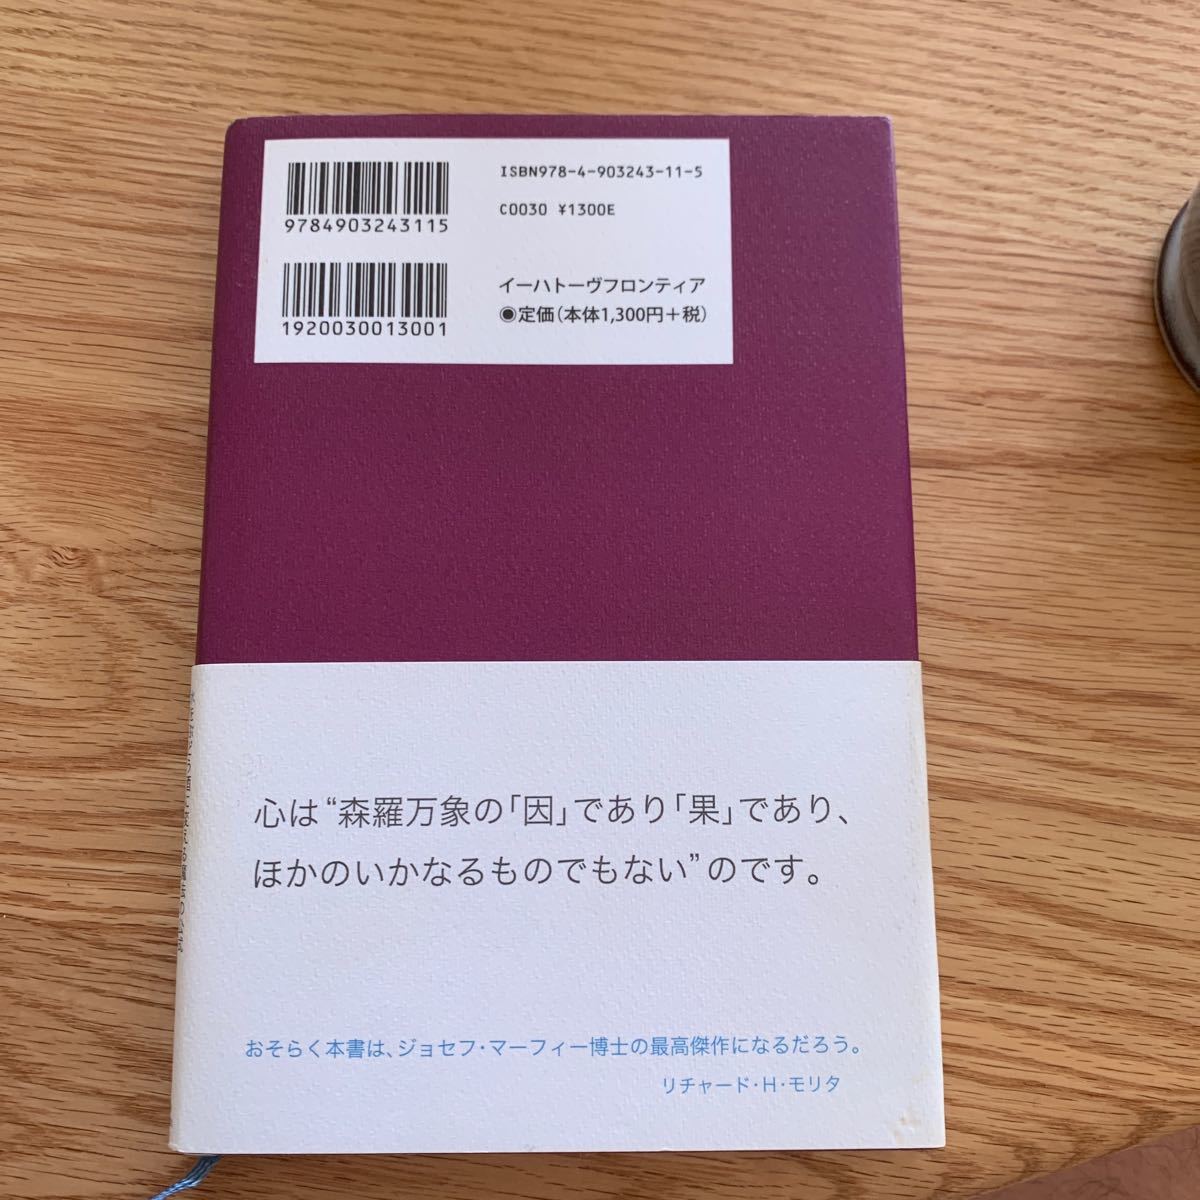 ISBN978-4-903243-11-5
9784903243115
C0030 ¥1300E
1920030013001
イーハトーヴフロンティア
◉定価(本体1,300円+税)
心は“森羅万象の「因」であり「果」であり、
ほかのいかなるものでもない”のです。
おそらく本書は、ジョセフ・マーフィー博士の最高傑作になるだろう。
リチャード・H・モリタ